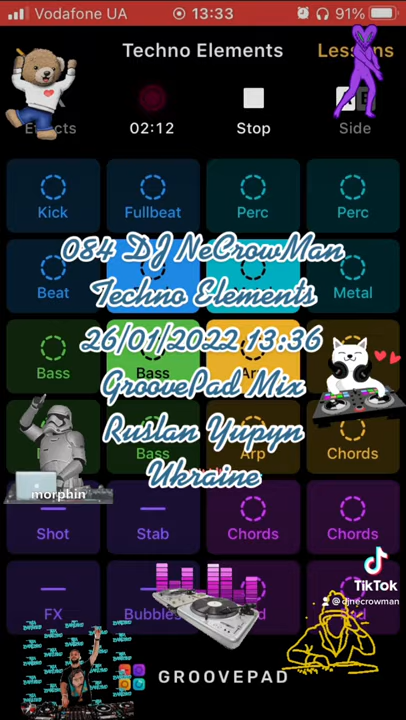 Vodafone UA 13:33 91%
Techno Elements Lessons
02:12 Stop Side
Kick Fullbeat Perc Perc
084 DJ NeCrowMan
Beat Metal
Techno Elements
26/01/2022 13:36
Bass Bass Arp
GroovePad Mix
Ruslan Yupyn
Bass Arp Chords
Ukraine
morphin
Shot Stab Chords Chords
TikTok
@djnecrowman
FX Bubbles
GROOVEPAD